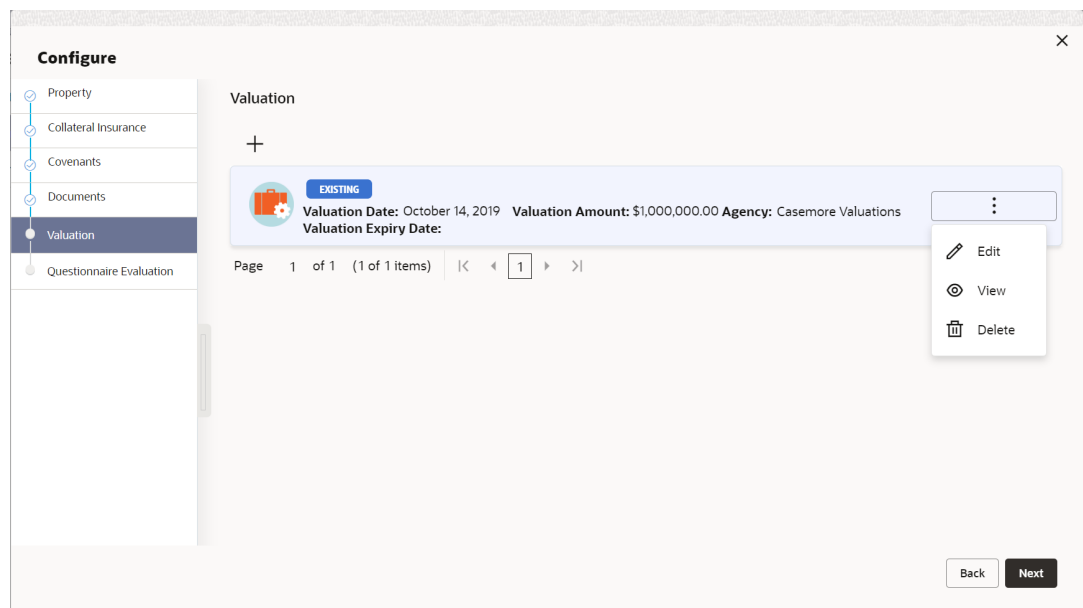 Configure
Property
Collateral Insurance
Covenants
Documents
Valuation
Questionnaire Evaluation
Valuation
EXISTING
Valuation Date: October 14, 2019 Valuation Amount: $1,000,000.00 Agency: Casemore Valuations
Valuation Expiry Date:
Page 1 of 1 (1 of 1 items) 1
Edit
View
Delete
Back Next